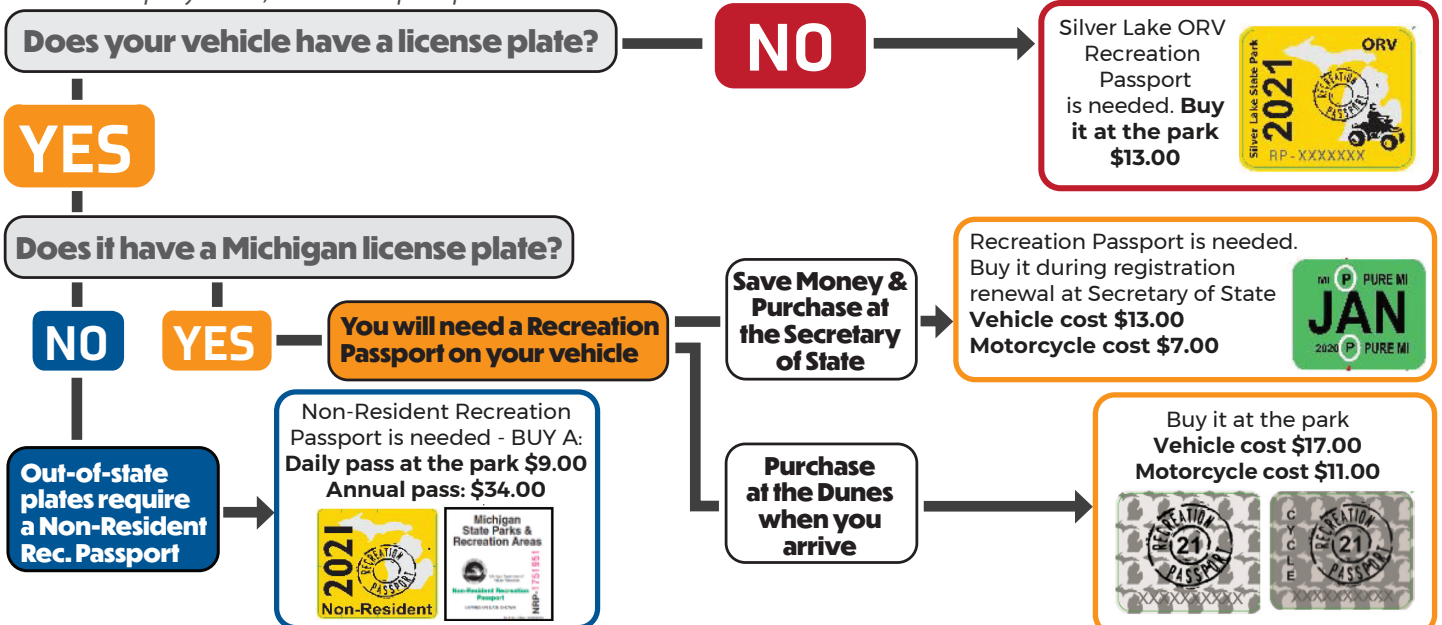 Does your vehicle have a license plate?
NO
Silver Lake ORV
Recreation
Passport
is needed. Buy
it at the park
$13.00
Silver Lake State Park
2021
ORV
RECREATION
PASSPORT
RP-XXXXXXX
YES
Does it have a Michigan license plate?
NO
YES
You will need a Recreation
Passport on your vehicle
Save Money &
Purchase at
the Secretary
of State
Recreation Passport is needed.
Buy it during registration
renewal at Secretary of State
Vehicle cost $13.00
Motorcycle cost $7.00
MI P PURE MI
JAN
2020 P PURE MI
Out-of-state
plates require
a Non-Resident
Rec. Passport
Non-Resident Recreation
Passport is needed - BUY A:
Daily pass at the park $9.00
Annual pass: $34.00
2021
RECREATION
PASSPORT
Non-Resident
Michigan
State Parks &
Recreation Areas
Non-Resident Recreation
Passport
NRP-1751951
Purchase
at the Dunes
when you
arrive
Buy it at the park
Vehicle cost $17.00
Motorcycle cost $11.00
RECREATION
21
PASSPORT
XXXXXXXXXX
CYCLE
RECREATION
21
PASSPORT
XXXXXXXXXX